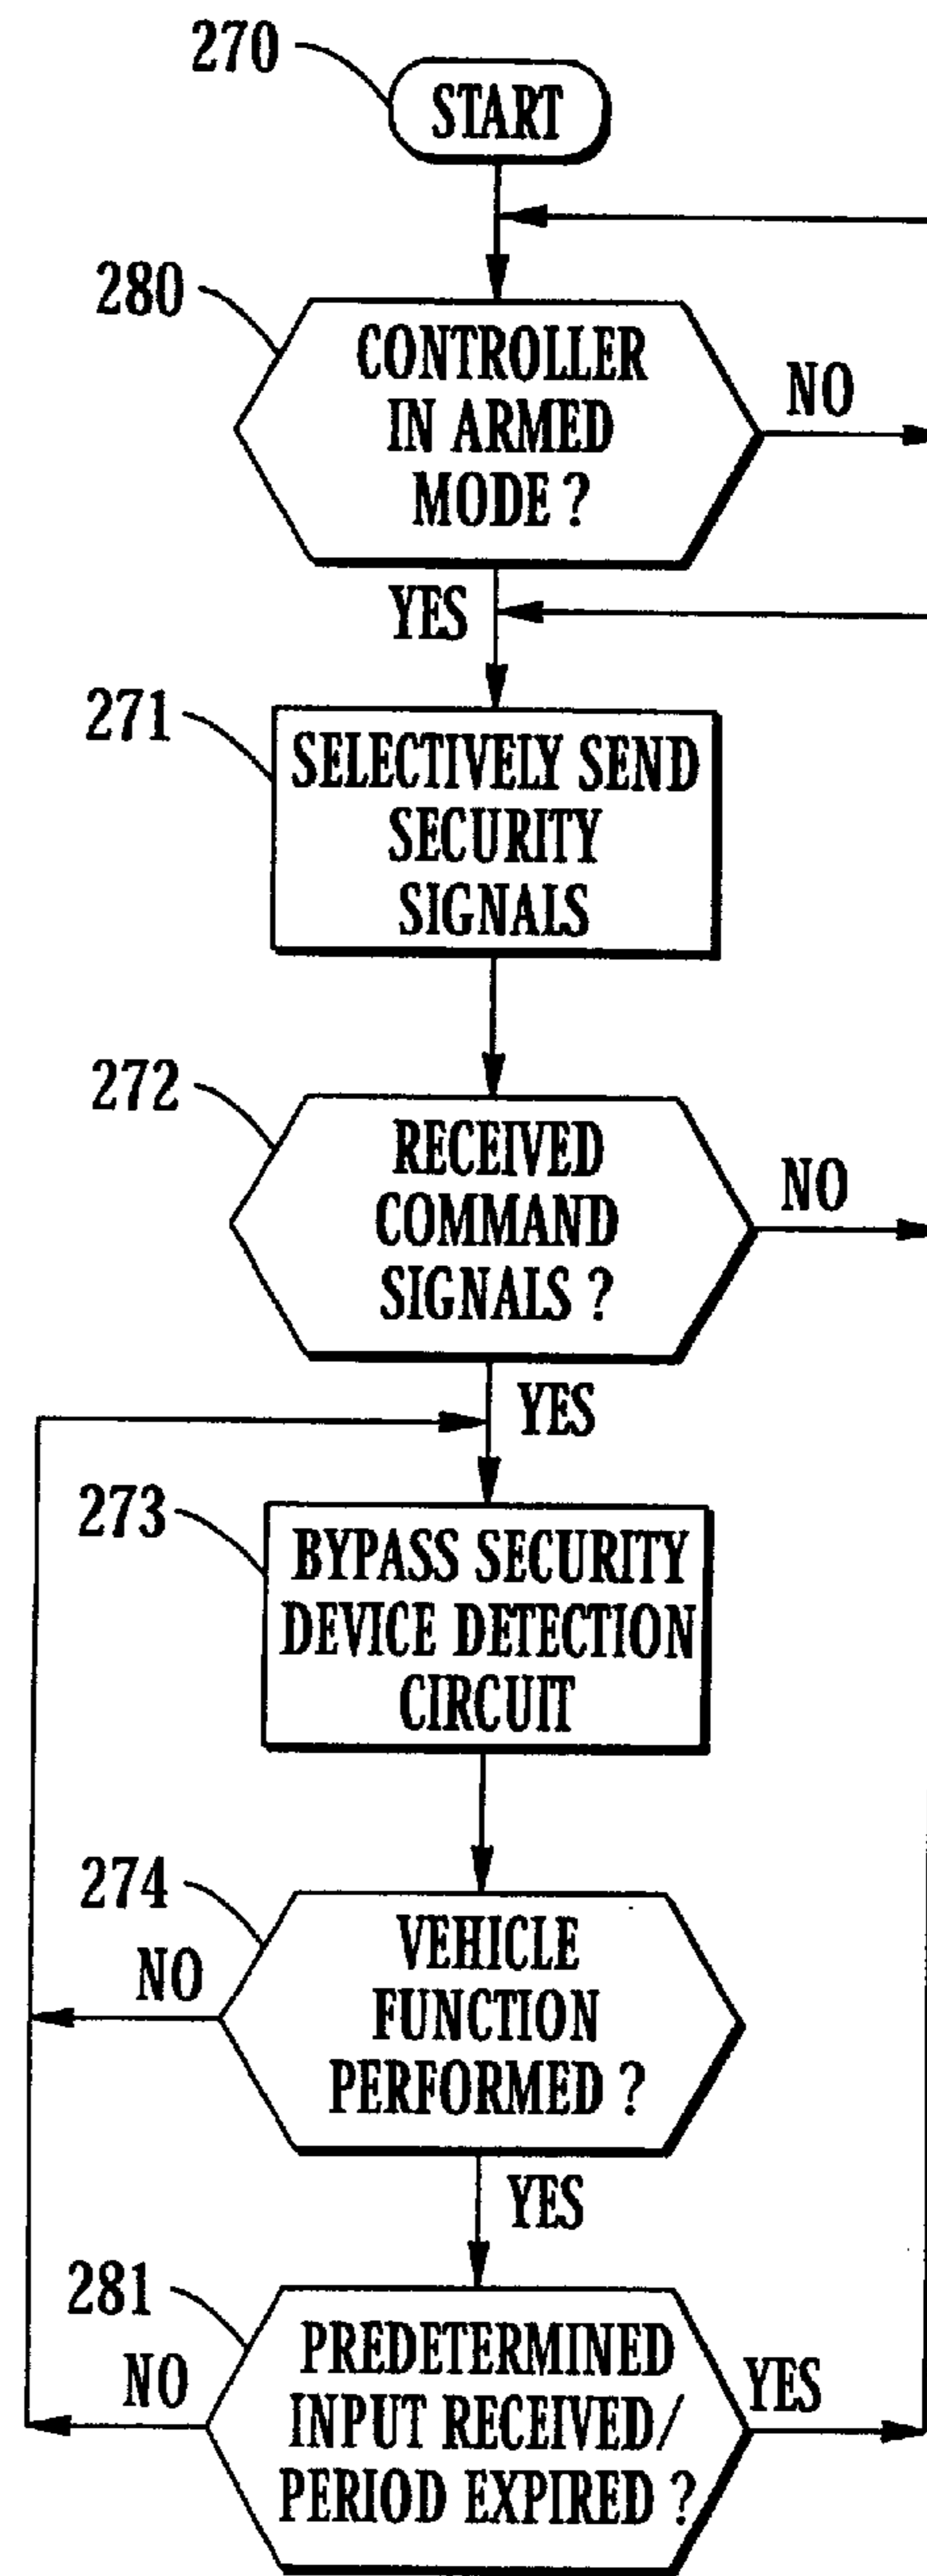 270
START
280
CONTROLLER
IN ARMED
MODE ?
NO
YES
271
SELECTIVELY SEND
SECURITY
SIGNALS
272
RECEIVED
COMMAND
SIGNALS ?
NO
YES
273
BYPASS SECURITY
DEVICE DETECTION
CIRCUIT
274
VEHICLE
FUNCTION
PERFORMED ?
NO
YES
281
PREDETERMINED
INPUT RECEIVED/
PERIOD EXPIRED ?
NO
YES